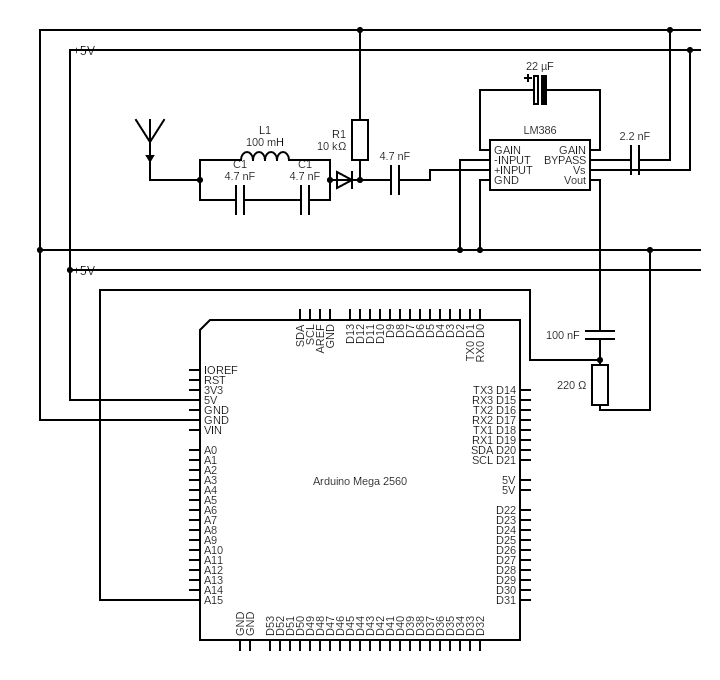 +5V
22 µF
LM386
GAIN GAIN
-INPUT BYPASS
+INPUT Vs
GND Vout
2.2 nF
L1
100 mH
R1
10 kΩ
C1
4.7 nF
C1
4.7 nF
4.7 nF
+5V
100 nF
220 Ω
SDA
SCL
AREF
GND
D13
D12
D11
D10
D9
D8
D7
D6
D5
D4
D3
D2
TX0 D1
RX0 D0
IOREF
RST
3V3
5V
GND
GND
VIN
A0
A1
A2
A3
A4
A5
A6
A7
A8
A9
A10
A11
A12
A13
A14
A15
Arduino Mega 2560
TX3 D14
RX3 D15
TX2 D16
RX2 D17
TX1 D18
RX1 D19
SDA D20
SCL D21
5V
5V
D22
D23
D24
D25
D26
D27
D28
D29
D30
D31
GND
GND
D53
D52
D51
D50
D49
D48
D47
D46
D45
D44
D43
D42
D41
D40
D39
D38
D37
D36
D35
D34
D33
D32